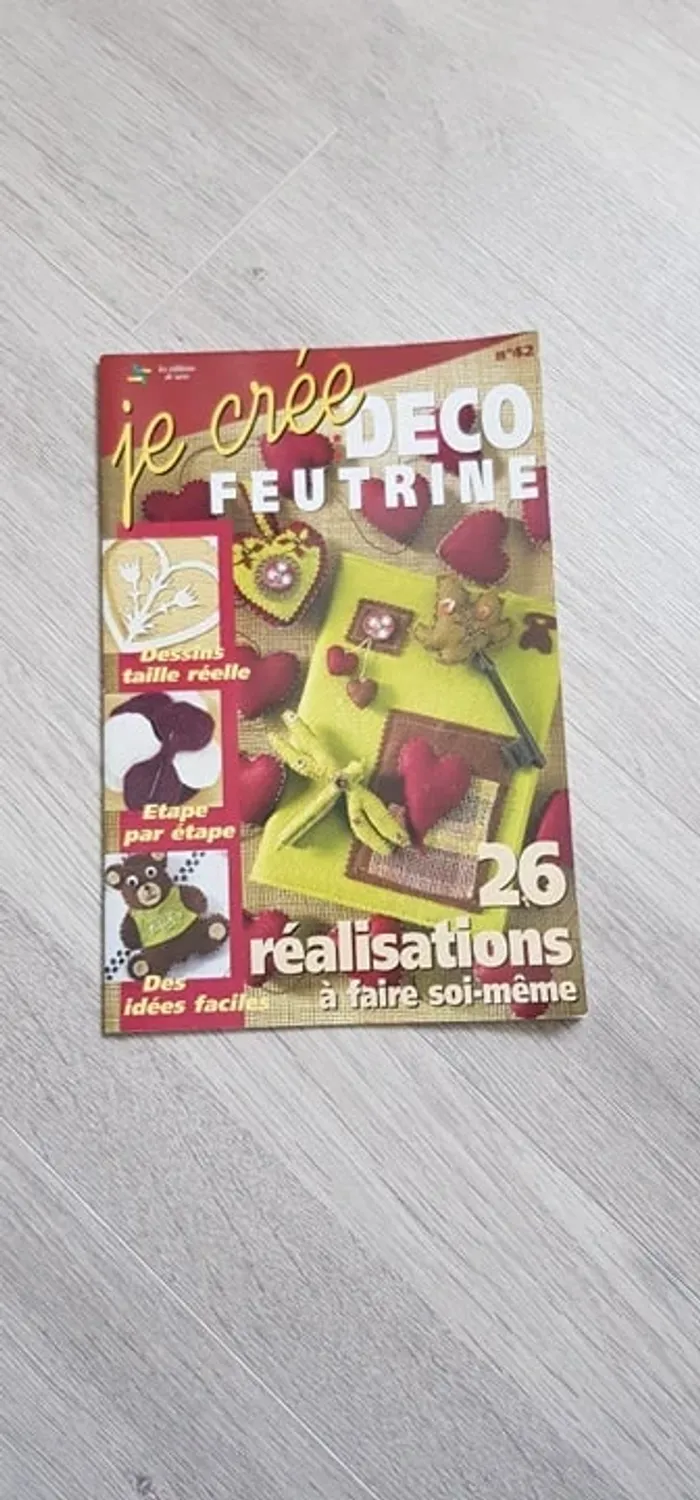 n°42
je crée
DECO
FEUTRINE
Dessins
taille réelle
Etape
par étape
Des
idées faciles
26
réalisations
à faire soi-même